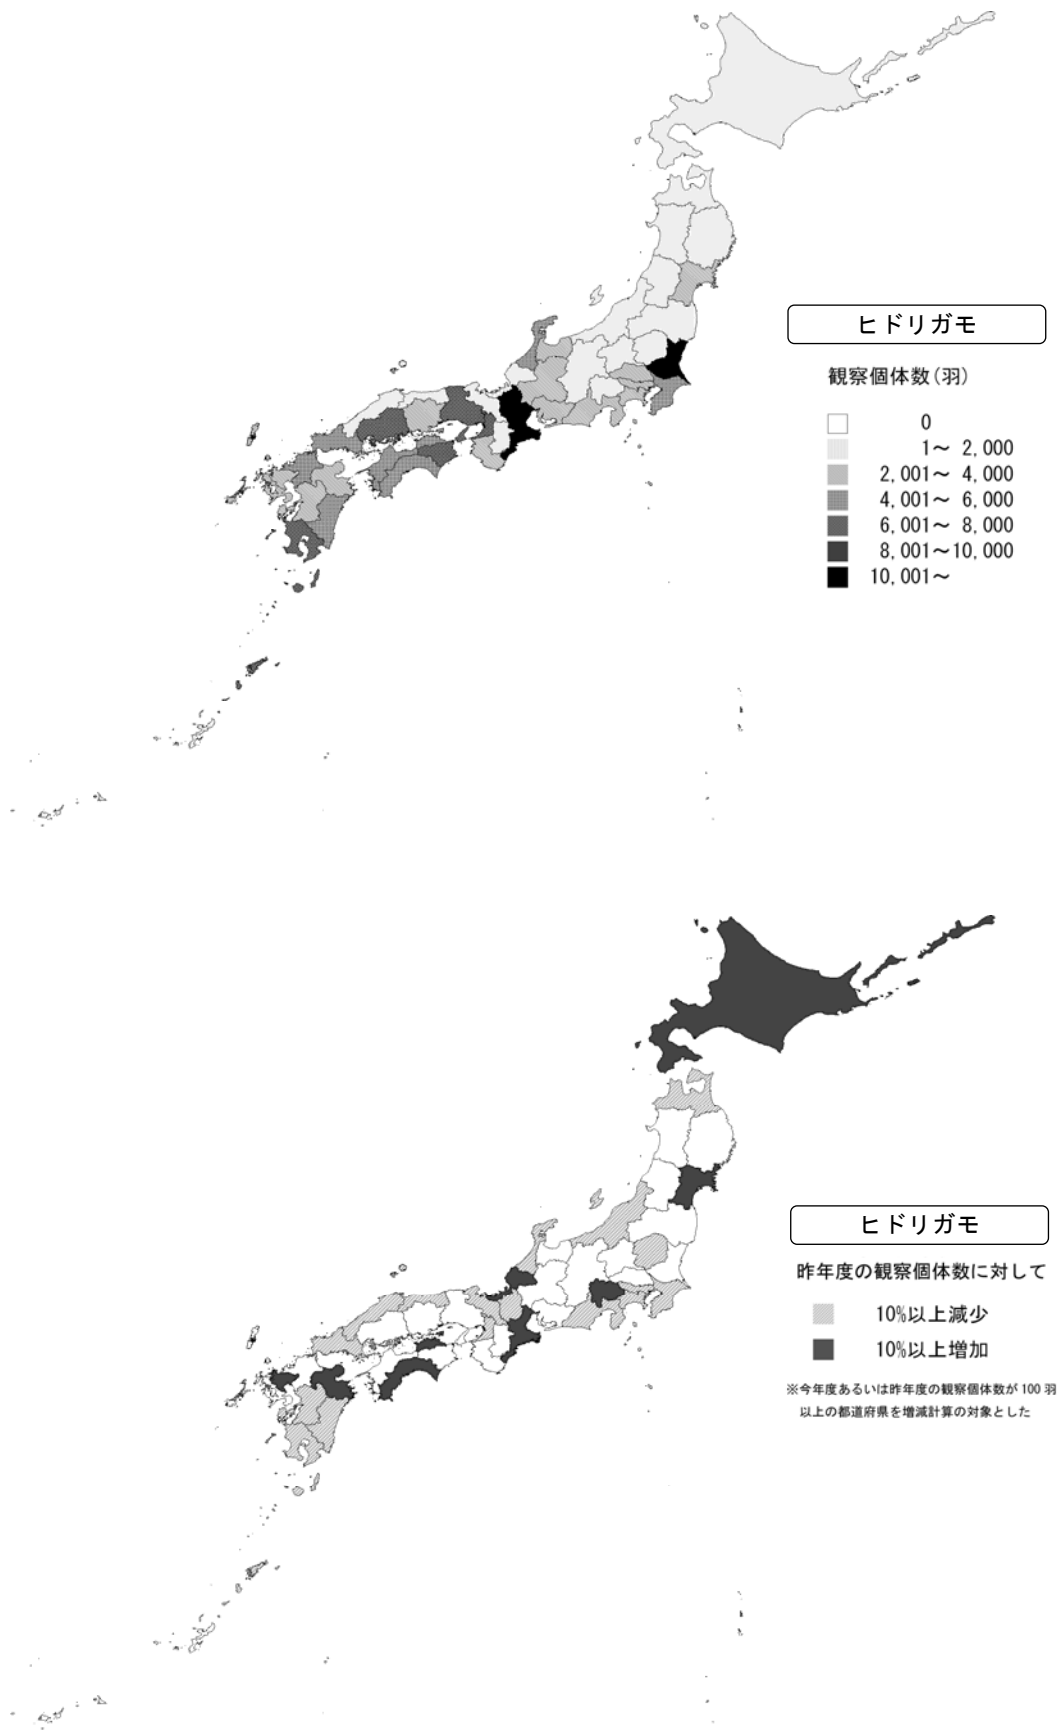 ヒドリガモ
観察個体数(羽)
0
1～ 2,000
2,001～ 4,000
4,001～ 6,000
6,001～ 8,000
8,001～10,000
10,001～
ヒドリガモ
昨年度の観察個体数に対して
10%以上減少
10%以上増加
※今年度あるいは昨年度の観察個体数が 100 羽
以上の都道府県を増減計算の対象とした